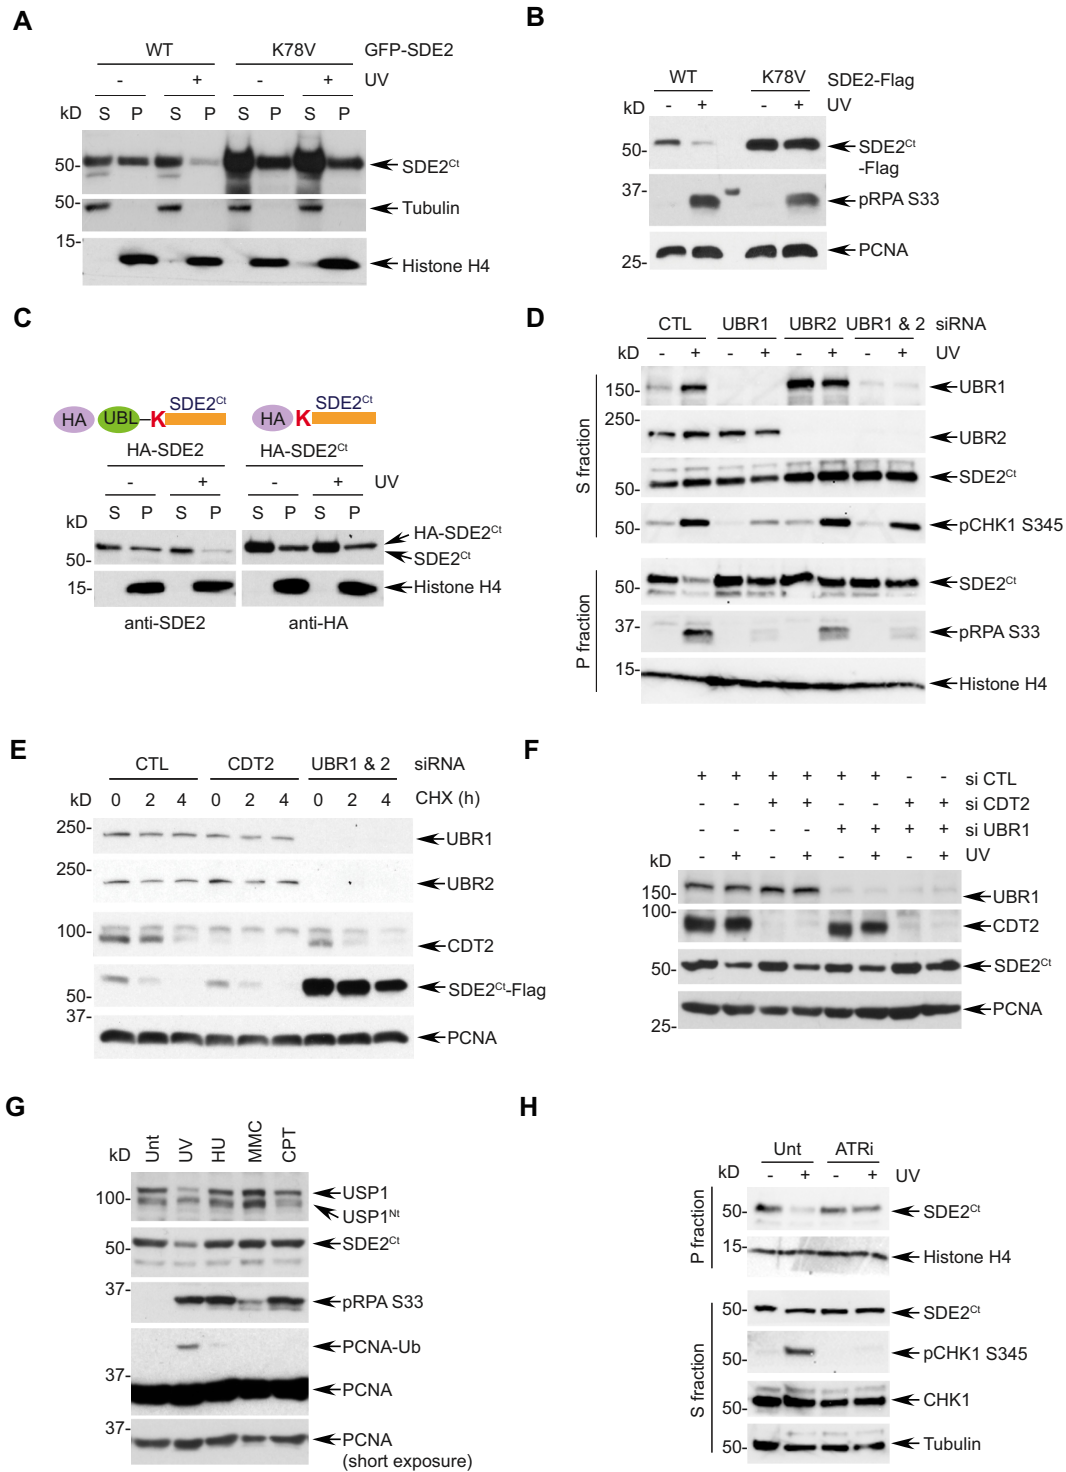 A
WT K78V GFP-SDE2
- + - + UV
kD S P S P S P S P
50- SDE2Ct
50- Tubulin
15- Histone H4
B
WT K78V SDE2-Flag
kD - + - + UV
50- SDE2Ct
-Flag
37- pRPA S33
PCNA
25-
C
SDE2Ct SDE2Ct
HA UBL K HA K
HA-SDE2 HA-SDE2Ct
- + - + UV
S P S P S P S P
kD
HA-SDE2Ct
50- SDE2Ct
15- Histone H4
anti-SDE2 anti-HA
D
CTL UBR1 UBR2 UBR1 & 2 siRNA
kD - + - + - + - + UV
S fraction
150- UBR1
250-
UBR2
50- SDE2Ct
50- pCHK1 S345
P fraction
50- SDE2Ct
37- pRPA S33
15-
Histone H4
E
CTL CDT2 UBR1 & 2 siRNA
kD 0 2 4 0 2 4 0 2 4 CHX (h)
250- UBR1
250- UBR2
100- CDT2
50- SDE2Ct-Flag
37-
PCNA
F
+ + + + + + - - si CTL
- - + + - - + + si CDT2
- - - - + + + + si UBR1
kD - + - + - + - + UV
150- UBR1
100- CDT2
50- SDE2Ct
PCNA
25-
G
kD Unt UV HU MMC CPT
100- USP1
USP1Nt
50- SDE2Ct
37- pRPA S33
PCNA-Ub
37- PCNA
37- PCNA
(short exposure)
H
Unt ATRi
kD - + - + UV
P fraction
50- SDE2Ct
15- Histone H4
S fraction
50- SDE2Ct
50- pCHK1 S345
50- CHK1
50- Tubulin